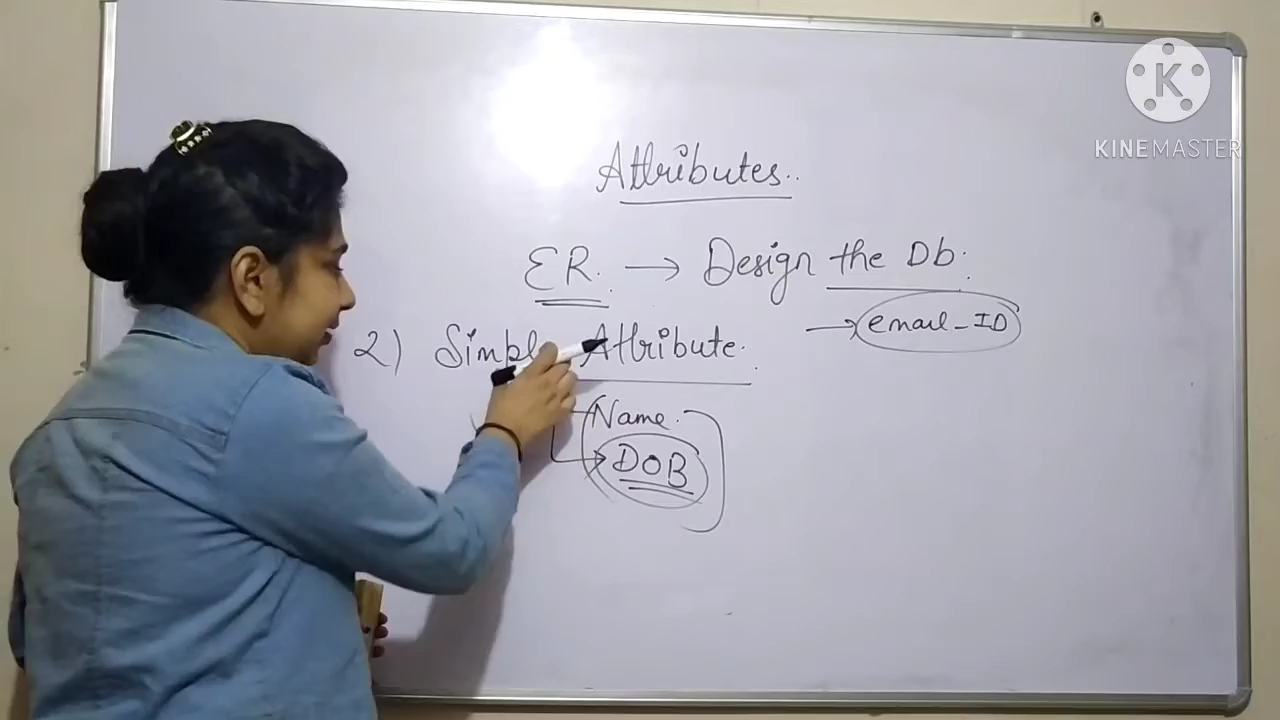 K
KINEMASTER
Attributes..
ER. → Design the Db.
2) Simple Attribute.
→ email_ID
Name.
DOB